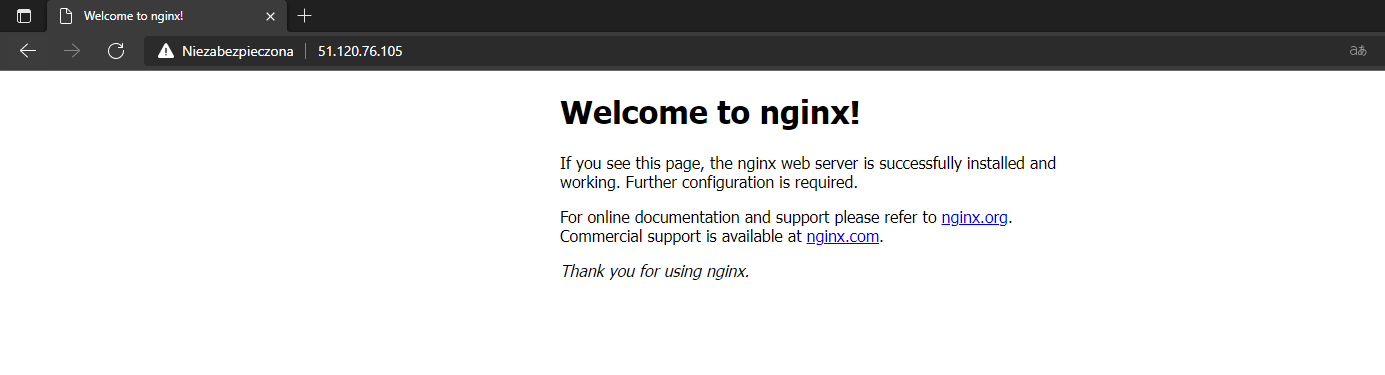 Welcome to nginx!
Niezabezpieczona 51.120.76.105
Welcome to nginx!
If you see this page, the nginx web server is successfully installed and
working. Further configuration is required.
For online documentation and support please refer to nginx.org.
Commercial support is available at nginx.com.
Thank you for using nginx.